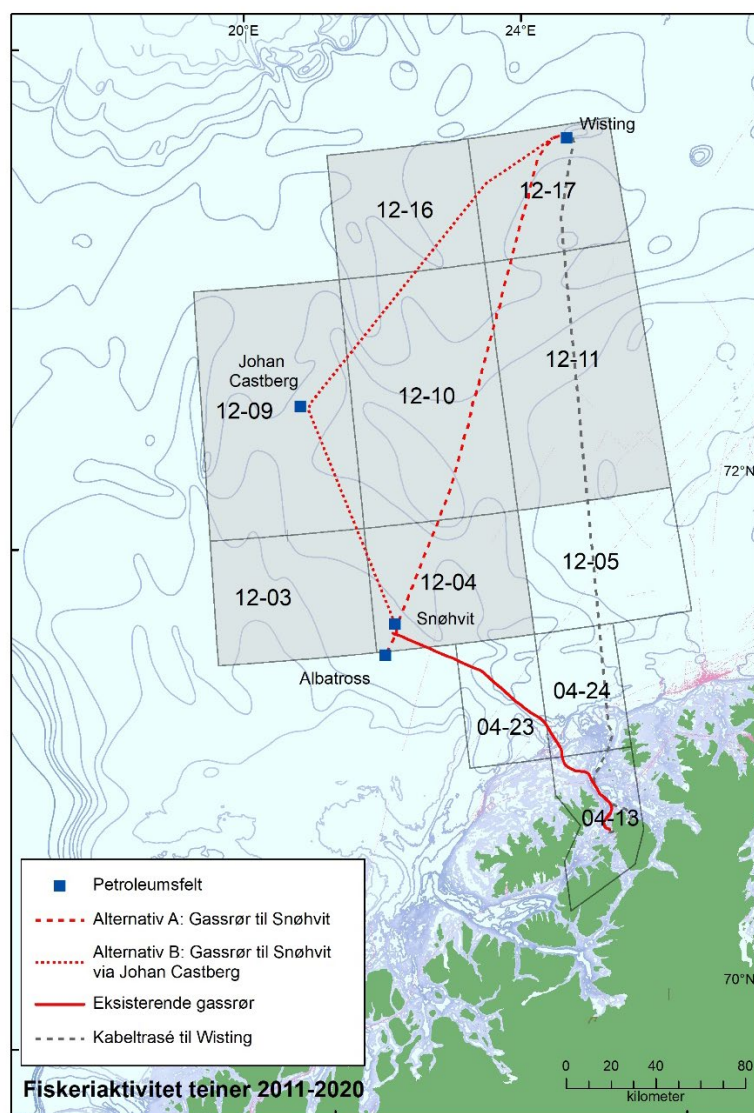 20°E
24°E
Wisting
12-16
12-17
Johan
Castberg
12-09
12-10
12-11
72°N
12-05
12-03
12-04
Snøhvit
Albatross
04-24
04-23
04-13
Petroleumsfelt
Alternativ A: Gassrør til Snøhvit
Alternativ B: Gassrør til Snøhvit
via Johan Castberg
Eksisterende gassrør
Kabeltrasé til Wisting
70°N
Fiskeriaktivitet teiner 2011-2020
0 20 40 60 80
kilometer